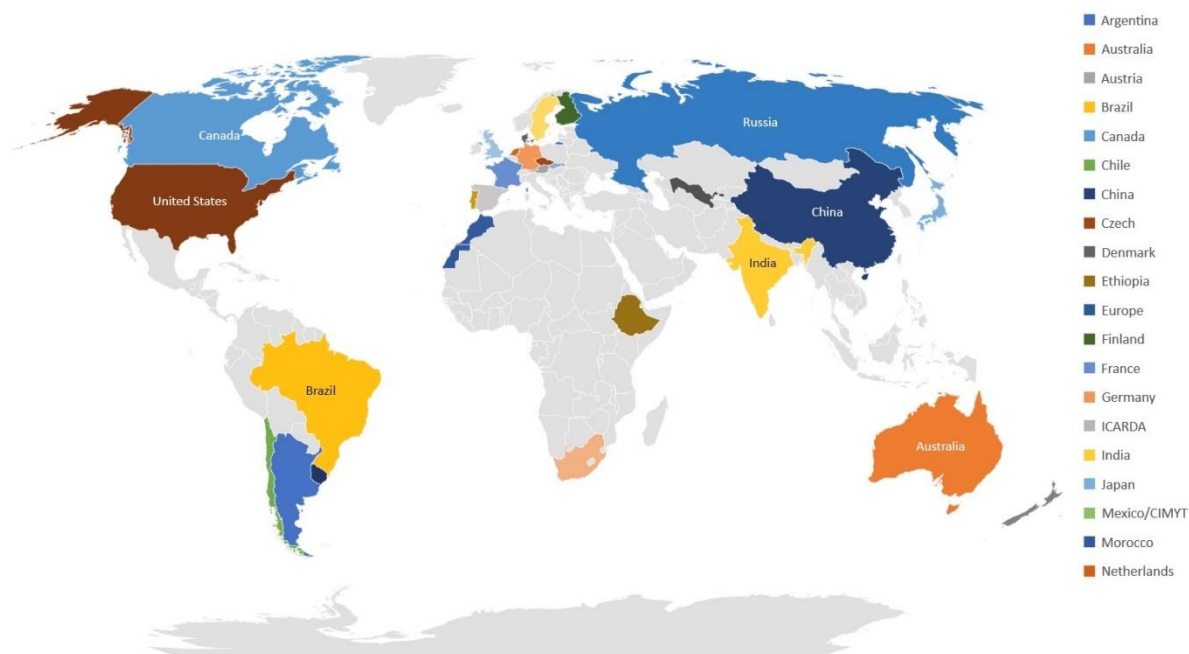 Canada
United States
Brazil
Russia
China
India
Australia
Argentina
Australia
Austria
Brazil
Canada
Chile
China
Czech
Denmark
Ethiopia
Europe
Finland
France
Germany
ICARDA
India
Japan
Mexico/CIMYT
Morocco
Netherlands